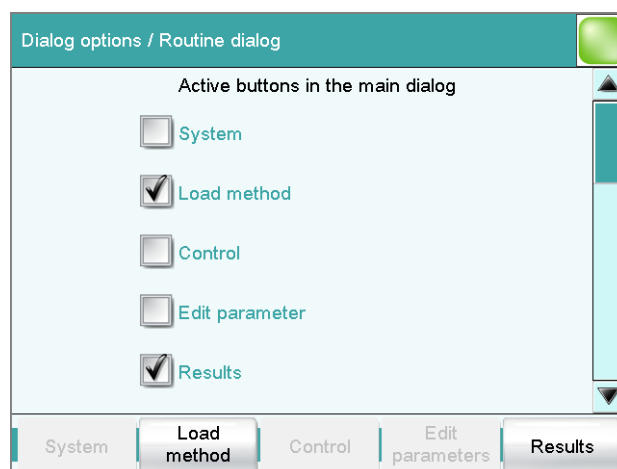 Dialog options / Routine dialog
Active buttons in the main dialog
System
Load method
Control
Edit parameter
Results
System
Load
method
Control
Edit
parameters
Results